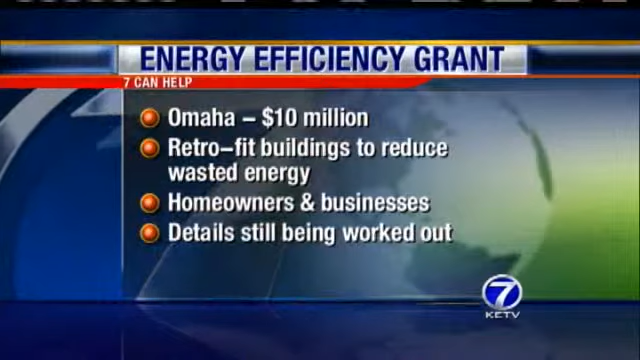 ENERGY EFFICIENCY GRANT
7 CAN HELP
Omaha – $10 million
Retro–fit buildings to reduce
wasted energy
Homeowners & businesses
Details still being worked out
7
KETV